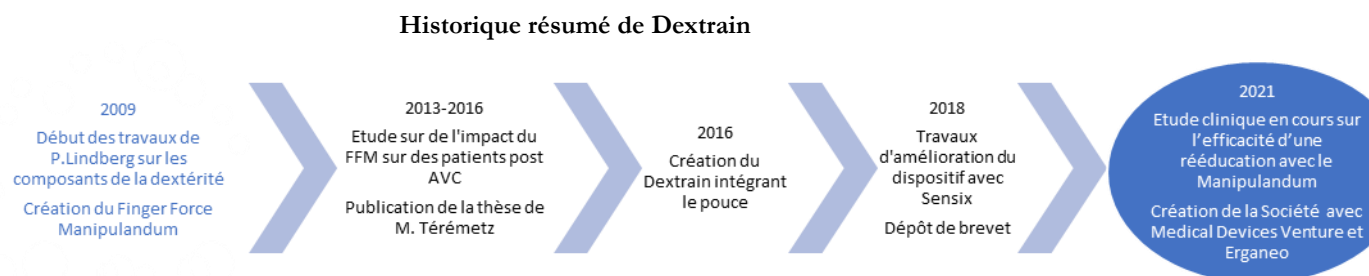 Historique résumé de Dextrain
2009
Début des travaux de
P.Lindberg sur les
composants de la dextérité
Création du Finger Force
Manipulandum
2013-2016
Etude sur de l'impact du
FFM sur des patients post
AVC
Publication de la thèse de
M. Térémetz
2016
Création du
Dextrain intégrant
le pouce
2018
Travaux
d'amélioration du
dispositif avec
Sensix
Dépôt de brevet
2021
Etude clinique en cours sur
l'efficacité d'une
rééducation avec le
Manipulandum
Création de la Société avec
Medical Devices Venture et
Erganeo